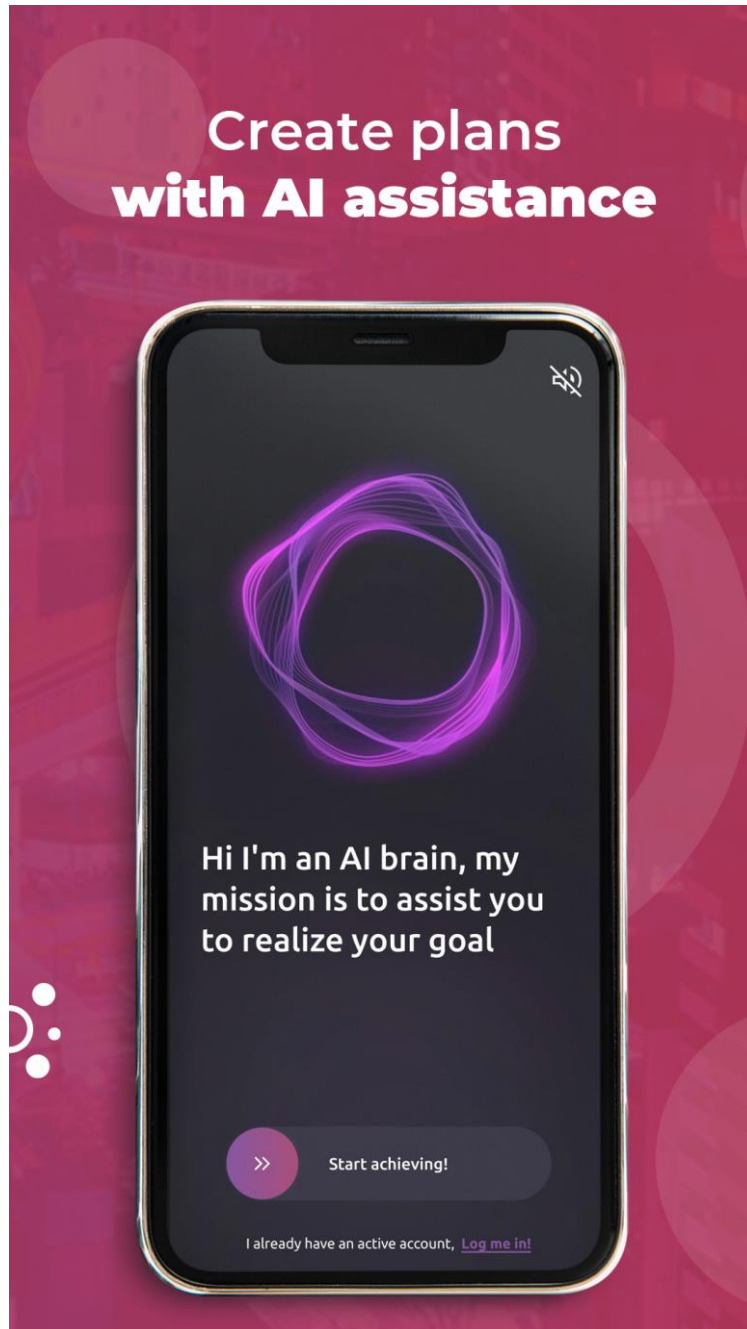 Create plans
with AI assistance
Hi I'm an AI brain, my
mission is to assist you
to realize your goal
Start achieving!
I already have an active account, Log me in!